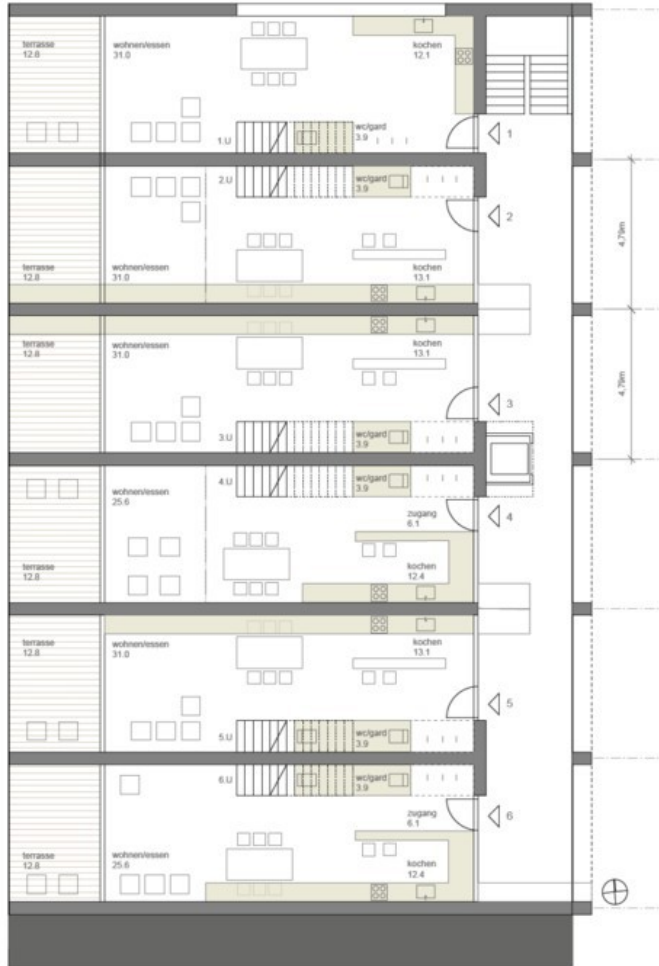 terrasse
12.8
wohnen/essen
31.0
kochen
12.1
1.U
wc/gard
3.9
1
2.U
wc/gard
3.9
2
terrasse
12.8
wohnen/essen
31.0
kochen
13.1
4,79m
terrasse
12.8
wohnen/essen
31.0
kochen
13.1
4,79m
3
3.U
wc/gard
3.9
4.U
wc/gard
3.9
wohnen/essen
25.6
zugang
6.1
4
terrasse
12.8
kochen
12.4
terrasse
12.8
wohnen/essen
31.0
kochen
13.1
5
5.U
wc/gard
3.9
6.U
wc/gard
3.9
zugang
6.1
6
terrasse
12.8
wohnen/essen
25.6
kochen
12.4